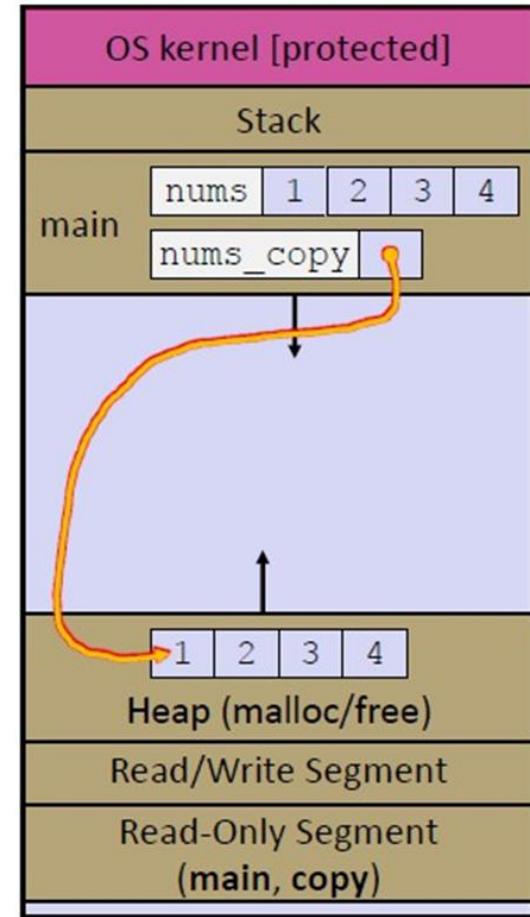 OS kernel [protected]
Stack
nums 1 2 3 4
main
nums_copy
1 2 3 4
Heap (malloc/free)
Read/Write Segment
Read-Only Segment
(main, copy)